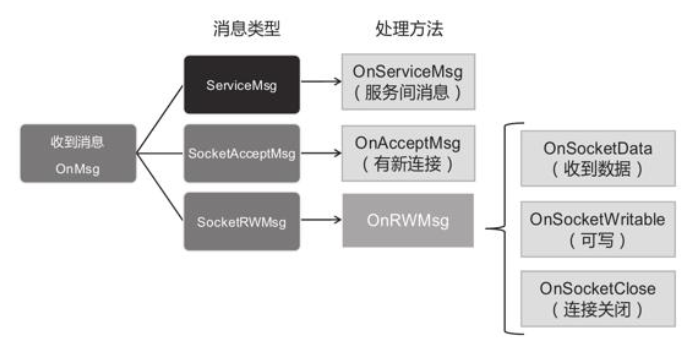 消息类型
处理方法
收到消息
OnMsg
ServiceMsg
OnServiceMsg
（服务间消息）
SocketAcceptMsg
OnAcceptMsg
（有新连接）
SocketRWMsg
OnRWMsg
OnSocketData
（收到数据）
OnSocketWritable
（可写）
OnSocketClose
（连接关闭）